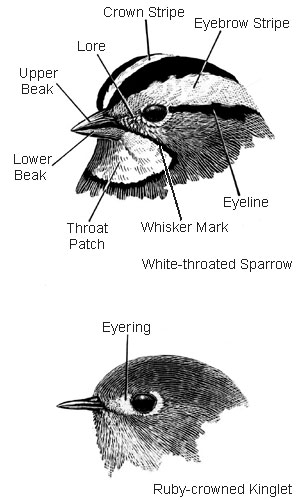 Crown Stripe
Eyebrow Stripe
Lore
Upper
Beak
Lower
Beak
Eyeline
Throat
Patch
Whisker Mark
White-throated Sparrow
Eyering
Ruby-crowned Kinglet